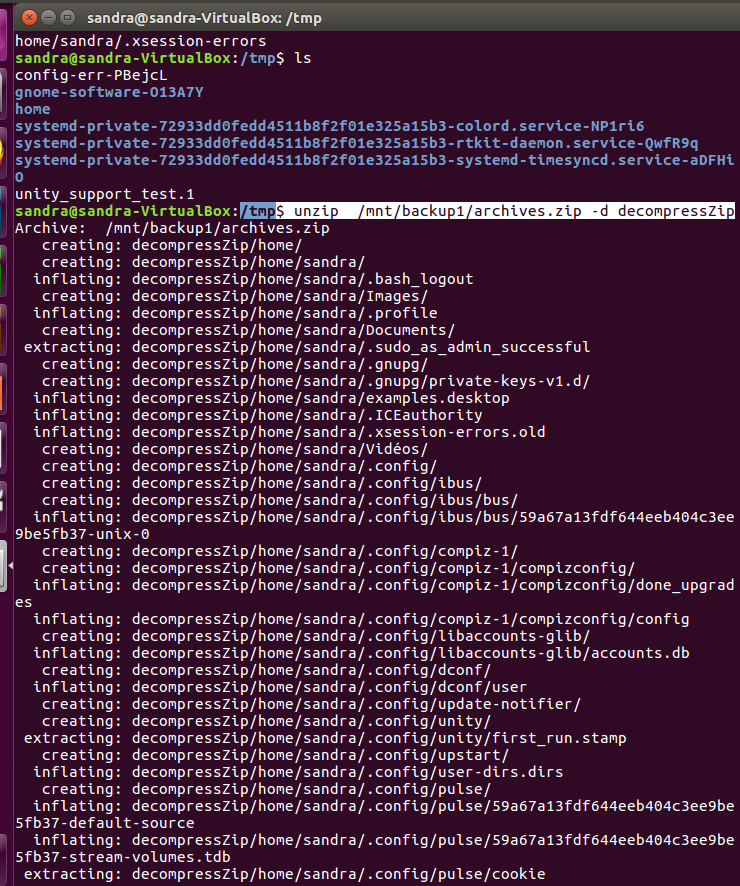 sandra@sandra-VirtualBox: /tmp
home/sandra/.xsession-errors
sandra@sandra-VirtualBox:/tmp$ ls
config-err-PBejcL
gnome-software-O13A7Y
home
systemd-private-72933dd0fedd4511b8f2f01e325a15b3-colord.service-NP1ri6
systemd-private-72933dd0fedd4511b8f2f01e325a15b3-rtkit-daemon.service-QwfR9q
systemd-private-72933dd0fedd4511b8f2f01e325a15b3-systemd-timesyncd.service-aDFHi
O
unity_support_test.1
sandra@sandra-VirtualBox:/tmp$ unzip  /mnt/backup1/archives.zip -d decompressZip
Archive:  /mnt/backup1/archives.zip
   creating: decompressZip/home/
   creating: decompressZip/home/sandra/
  inflating: decompressZip/home/sandra/.bash_logout
   creating: decompressZip/home/sandra/Images/
  inflating: decompressZip/home/sandra/.profile
   creating: decompressZip/home/sandra/Documents/
 extracting: decompressZip/home/sandra/.sudo_as_admin_successful
   creating: decompressZip/home/sandra/.gnupg/
   creating: decompressZip/home/sandra/.gnupg/private-keys-v1.d/
  inflating: decompressZip/home/sandra/examples.desktop
  inflating: decompressZip/home/sandra/.ICEauthority
  inflating: decompressZip/home/sandra/.xsession-errors.old
   creating: decompressZip/home/sandra/Vidéos/
   creating: decompressZip/home/sandra/.config/
   creating: decompressZip/home/sandra/.config/ibus/
   creating: decompressZip/home/sandra/.config/ibus/bus/
  inflating: decompressZip/home/sandra/.config/ibus/bus/59a67a13fdf644eeb404c3ee
9be5fb37-unix-0
   creating: decompressZip/home/sandra/.config/compiz-1/
   creating: decompressZip/home/sandra/.config/compiz-1/compizconfig/
  inflating: decompressZip/home/sandra/.config/compiz-1/compizconfig/done_upgrad
es
  inflating: decompressZip/home/sandra/.config/compiz-1/compizconfig/config
   creating: decompressZip/home/sandra/.config/libaccounts-glib/
  inflating: decompressZip/home/sandra/.config/libaccounts-glib/accounts.db
   creating: decompressZip/home/sandra/.config/dconf/
  inflating: decompressZip/home/sandra/.config/dconf/user
   creating: decompressZip/home/sandra/.config/update-notifier/
   creating: decompressZip/home/sandra/.config/unity/
 extracting: decompressZip/home/sandra/.config/unity/first_run.stamp
   creating: decompressZip/home/sandra/.config/upstart/
  inflating: decompressZip/home/sandra/.config/user-dirs.dirs
   creating: decompressZip/home/sandra/.config/pulse/
  inflating: decompressZip/home/sandra/.config/pulse/59a67a13fdf644eeb404c3ee9be
5fb37-default-source
  inflating: decompressZip/home/sandra/.config/pulse/59a67a13fdf644eeb404c3ee9be
5fb37-stream-volumes.tdb
 extracting: decompressZip/home/sandra/.config/pulse/cookie